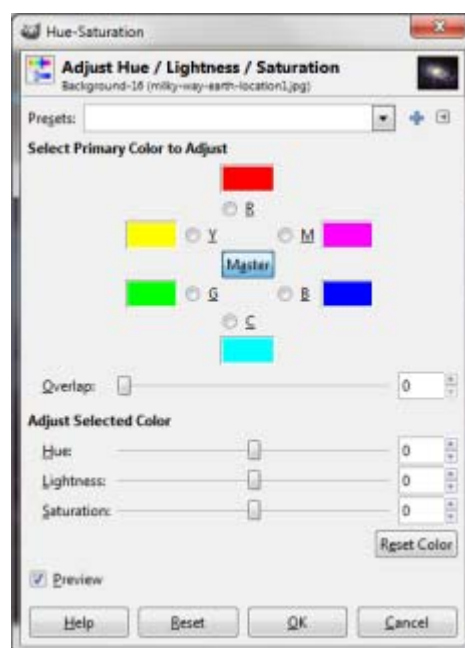 Hue-Saturation
Adjust Hue / Lightness / Saturation
Background-16 (milky-way-earth-location1.jpg)
Presets:
Select Primary Color to Adjust
R
Y M
Master
G B
C
Overlap: 0
Adjust Selected Color
Hue: 0
Lightness: 0
Saturation: 0
Reset Color
Preview
Help Reset OK Cancel